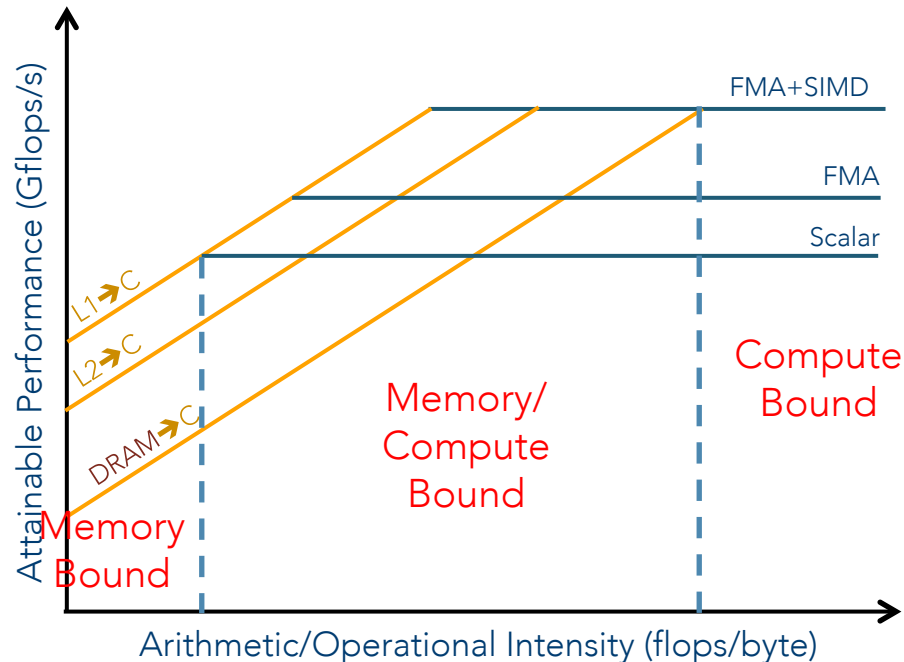 Attainable Performance (Gflops/s)
FMA+SIMD
FMA
Scalar
L1➔C
L2➔C
DRAM➔C
Memory
Bound
Memory/
Compute
Bound
Compute
Bound
Arithmetic/Operational Intensity (flops/byte)